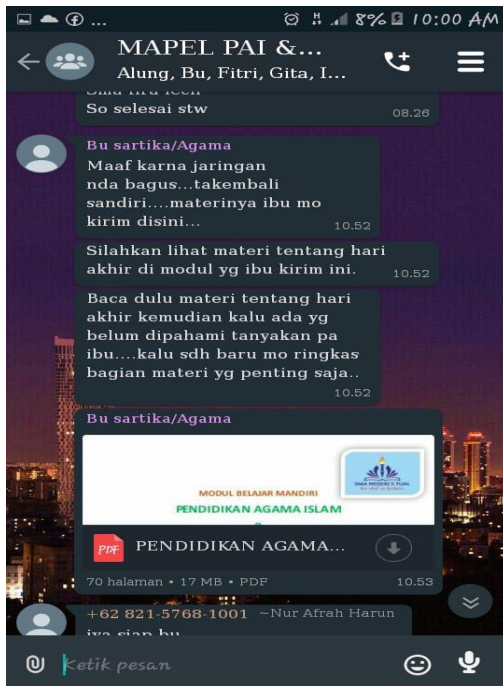 ... 8% 10:00 AM
MAPEL PAI &...
Alung, Bu, Fitri, Gita, I...
So selesai stw
08.26
Bu sartika/Agama
Maaf karna jaringan
nda bagus...takembali
sandiri....materinya ibu mo
kirim disini...
10.52
Silahkan lihat materi tentang hari
akhir di modul yg ibu kirim ini.
10.52
Baca dulu materi tentang hari
akhir kemudian kalu ada yg
belum dipahami tanyakan pa
ibu....kalu sdh baru mo ringkas
bagian materi yg penting saja..
10.52
Bu sartika/Agama
MODUL BELAJAR MANDIRI
PENDIDIKAN AGAMA ISLAM
PDF PENDIDIKAN AGAMA...
70 halaman • 17 MB • PDF
10.53
+62 821-5768-1001 ~Nur Afrah Harun
iya siap bu
Ketik pesan